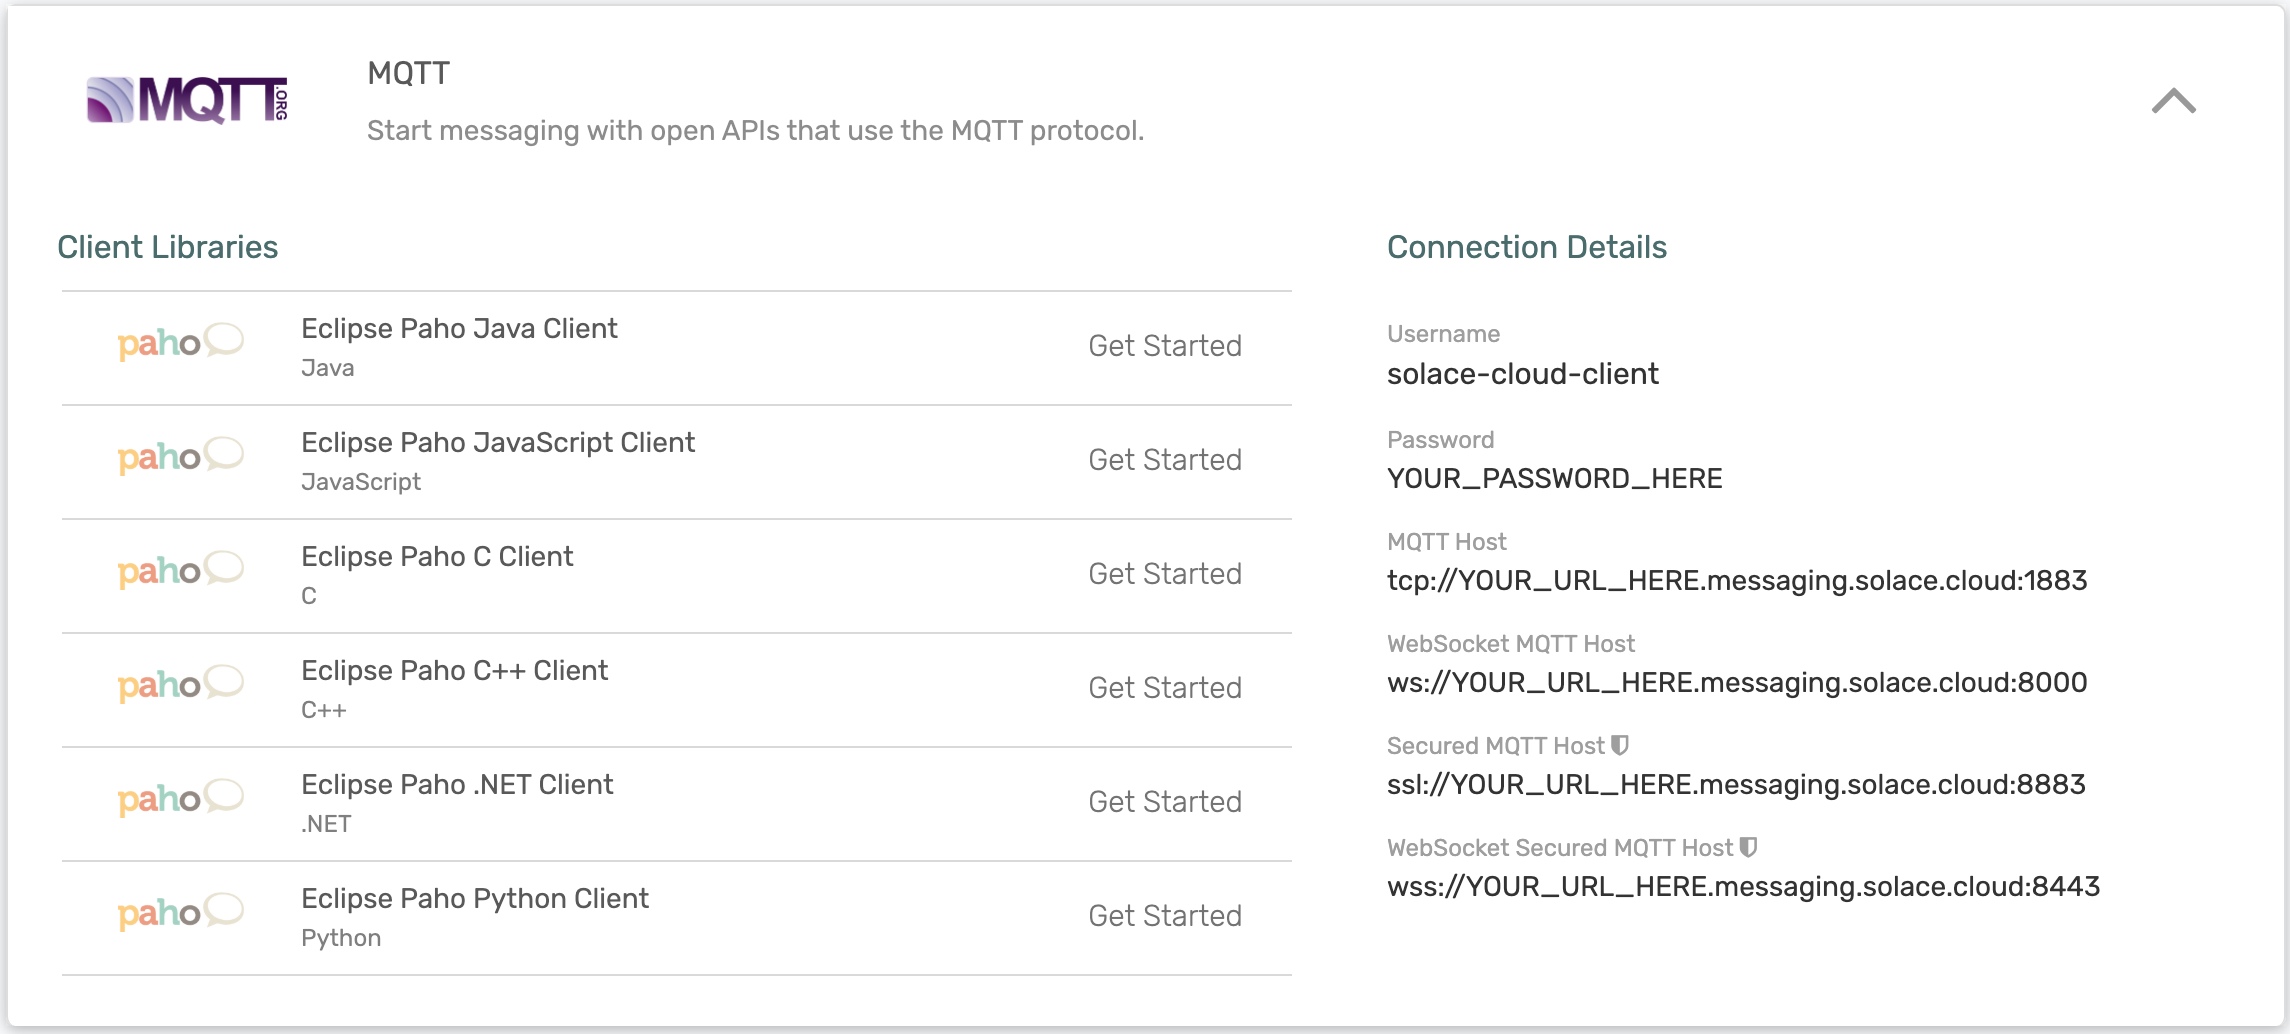 MQTT.ORG
MQTT
Start messaging with open APIs that use the MQTT protocol.
Client Libraries
paho
Eclipse Paho Java Client
Java
Get Started
paho
Eclipse Paho JavaScript Client
JavaScript
Get Started
paho
Eclipse Paho C Client
C
Get Started
paho
Eclipse Paho C++ Client
C++
Get Started
paho
Eclipse Paho .NET Client
.NET
Get Started
paho
Eclipse Paho Python Client
Python
Get Started
Connection Details
Username
solace-cloud-client
Password
YOUR_PASSWORD_HERE
MQTT Host
tcp://YOUR_URL_HERE.messaging.solace.cloud:1883
WebSocket MQTT Host
ws://YOUR_URL_HERE.messaging.solace.cloud:8000
Secured MQTT Host
ssl://YOUR_URL_HERE.messaging.solace.cloud:8883
WebSocket Secured MQTT Host
wss://YOUR_URL_HERE.messaging.solace.cloud:8443